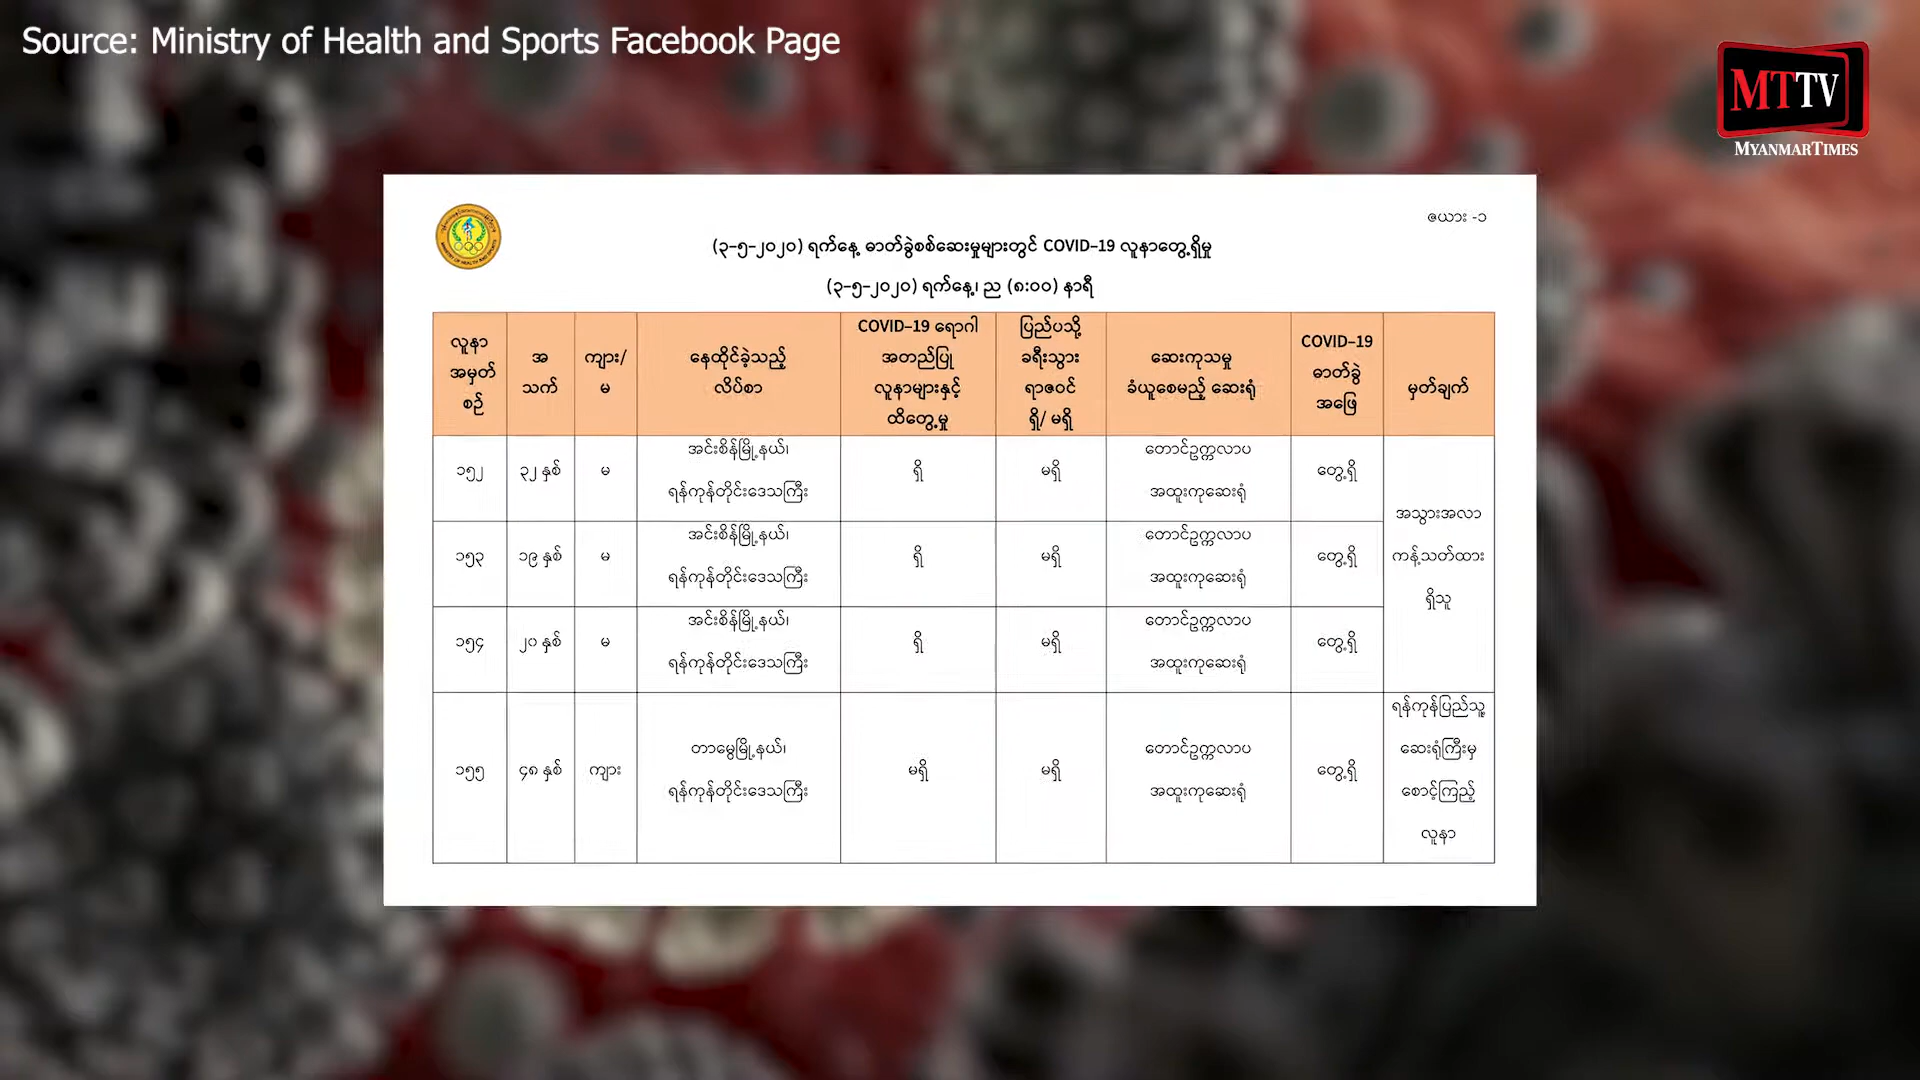 Source: Ministry of Health and Sports Facebook Page
MTTV
MYANMARTIMES
ဇယား -၁
(၃-၅-၂၀၂၀) ရက်နေ့ ဓာတ်ခွဲစစ်ဆေးမှုများတွင် COVID-19 လူနာတွေ့ရှိမှု
(၃-၅-၂၀၂၀) ရက်နေ့၊ ည (၈:၀၀) နာရီ
လူနာ
အမှတ်
စဉ်
အ
သက်
ကျား/
မ
နေထိုင်ခဲ့သည့်
လိပ်စာ
COVID-19 ရောဂါ
အတည်ပြု
လူနာများနှင့်
ထိတွေ့မှု
ပြည်ပသို့
ခရီးသွား
ရာဇဝင်
ရှိ/ မရှိ
ဆေးကုသမှု
ခံယူစေမည့် ဆေးရုံ
COVID-19
ဓာတ်ခွဲ
အဖြေ
မှတ်ချက်
၁၅၂
၃၂ နှစ်
မ
အင်းစိန်မြို့နယ်၊
ရန်ကုန်တိုင်းဒေသကြီး
ရှိ
မရှိ
တောင်ဥက္ကလာပ
အထူးကုဆေးရုံ
တွေ့ရှိ
အသွားအလာ
ကန့်သတ်ထား
ရှိသူ
၁၅၃
၁၉ နှစ်
မ
အင်းစိန်မြို့နယ်၊
ရန်ကုန်တိုင်းဒေသကြီး
ရှိ
မရှိ
တောင်ဥက္ကလာပ
အထူးကုဆေးရုံ
တွေ့ရှိ
၁၅၄
၂၀ နှစ်
မ
အင်းစိန်မြို့နယ်၊
ရန်ကုန်တိုင်းဒေသကြီး
ရှိ
မရှိ
တောင်ဥက္ကလာပ
အထူးကုဆေးရုံ
တွေ့ရှိ
၁၅၅
၄၈ နှစ်
ကျား
တာမွေမြို့နယ်၊
ရန်ကုန်တိုင်းဒေသကြီး
မရှိ
မရှိ
တောင်ဥက္ကလာပ
အထူးကုဆေးရုံ
တွေ့ရှိ
ရန်ကုန်ပြည်သူ့
ဆေးရုံကြီးမှ
စောင့်ကြည့်
လူနာ